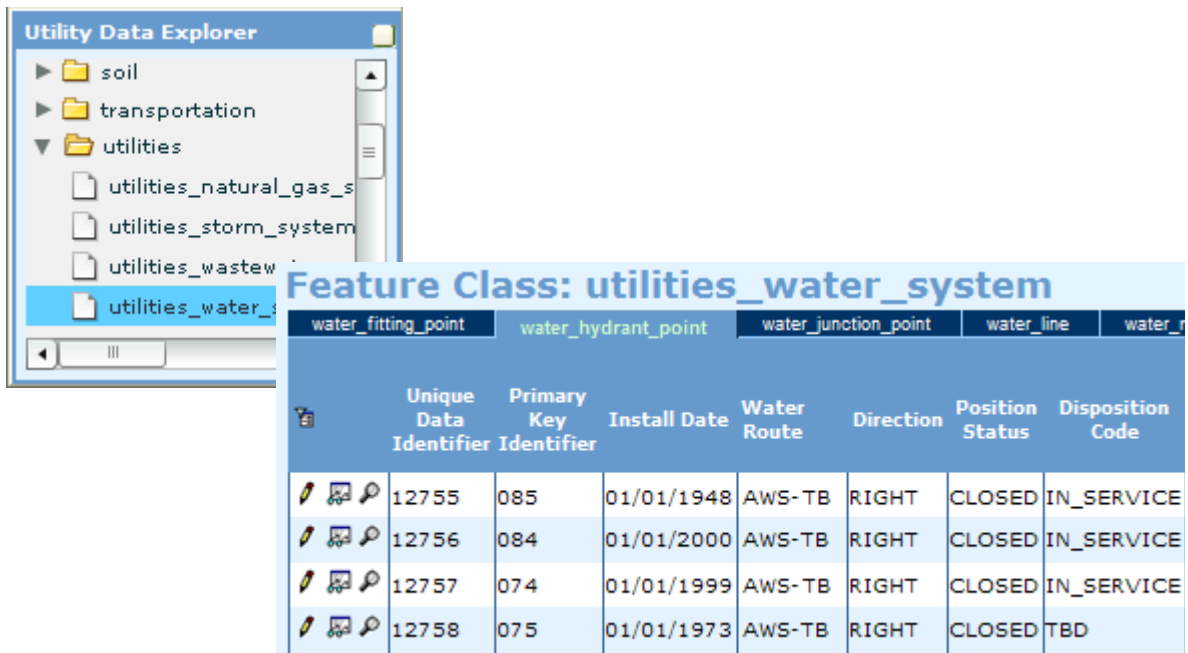 Utility Data Explorer
soil
transportation
utilities
utilities_natural_gas_s
utilities_storm_system
utilities_wastew
utilities_water_s
Feature Class: utilities_water_system
water_fitting_point water_hydrant_point water_junction_point water_line water_
Unique Data Identifier Primary Key Identifier Install Date Water Route Direction Position Status Disposition Code
12755 085 01/01/1948 AWS-TB RIGHT CLOSED IN_SERVICE
12756 084 01/01/2000 AWS-TB RIGHT CLOSED IN_SERVICE
12757 074 01/01/1999 AWS-TB RIGHT CLOSED IN_SERVICE
12758 075 01/01/1973 AWS-TB RIGHT CLOSED TBD